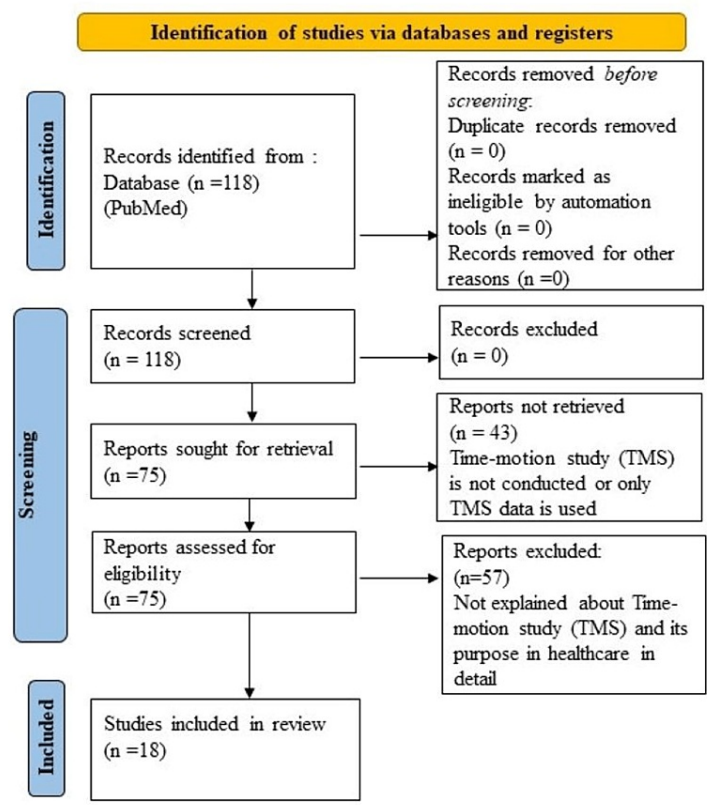 Identification of studies via databases and registers
Identification
Records identified from :
Database (n =118)
(PubMed)
Records removed before
screening:
Duplicate records removed
(n = 0)
Records marked as
ineligible by automation
tools (n = 0)
Records removed for other
reasons (n =0)
Screening
Records screened
(n = 118)
Records excluded
(n = 0)
Reports sought for retrieval
(n =75)
Reports not retrieved
(n = 43)
Time-motion study (TMS)
is not conducted or only
TMS data is used
Reports assessed for
eligibility
(n =75)
Reports excluded:
(n=57)
Not explained about Time-
motion study (TMS) and its
purpose in healthcare in
detail
Included
Studies included in review
(n =18)